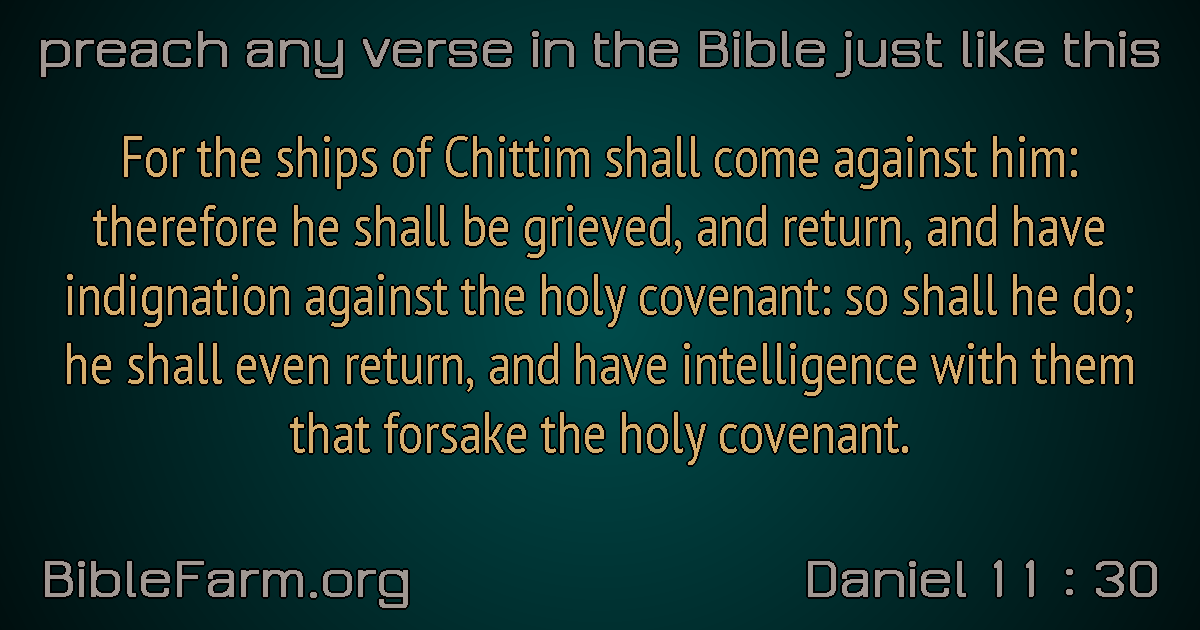 preach any verse in the Bible just like this
For the ships of Chittim shall come against him:
therefore he shall be grieved, and return, and have
indignation against the holy covenant: so shall he do;
he shall even return, and have intelligence with them
that forsake the holy covenant.
BibleFarm.org
Daniel 11 : 30